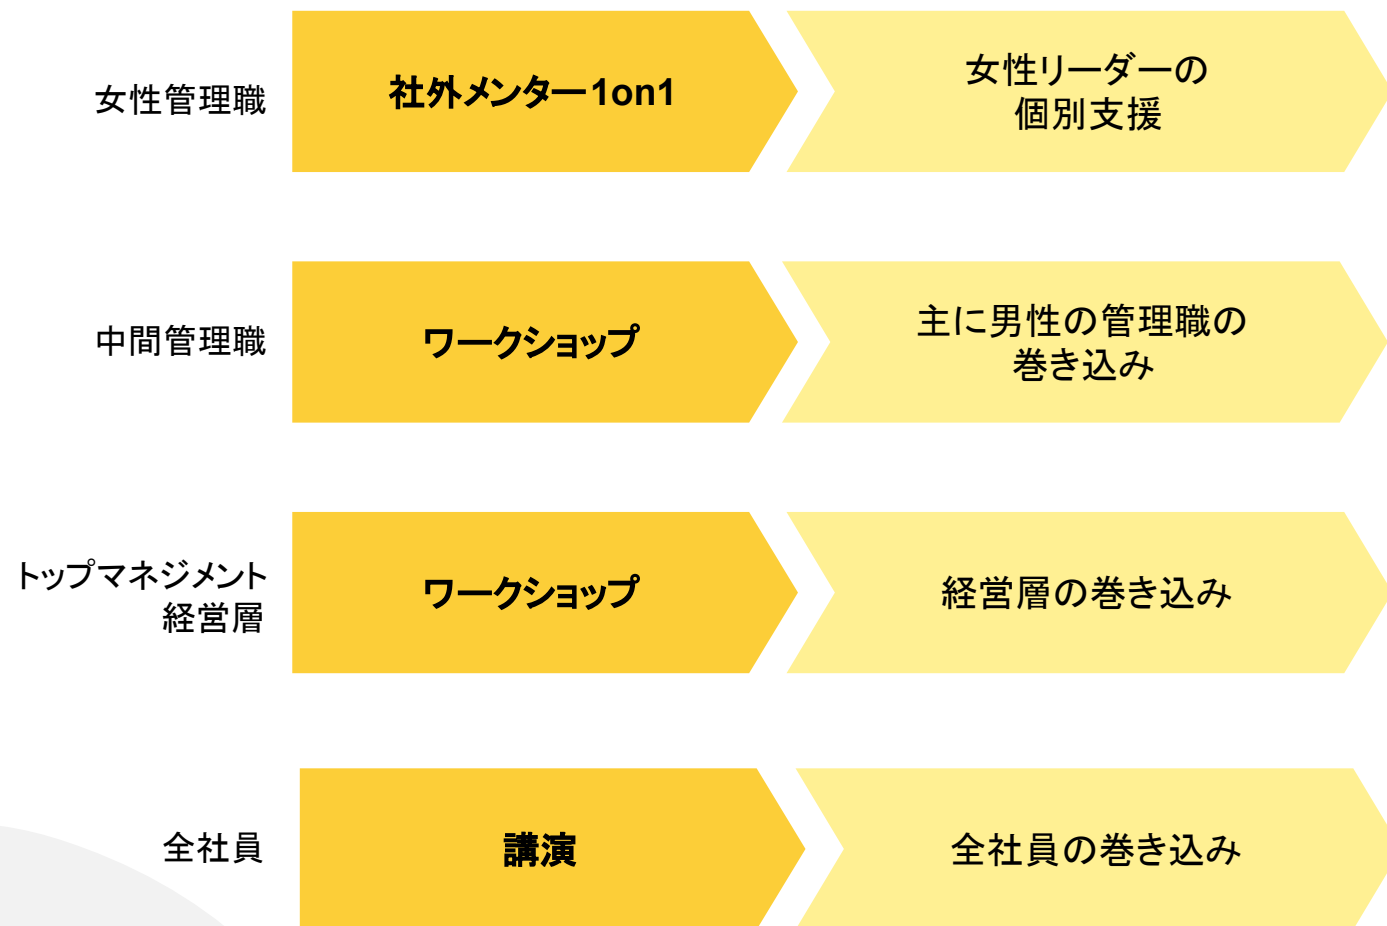 女性管理職
社外メンター1on1
女性リーダーの
個別支援
中間管理職
ワークショップ
主に男性の管理職の
巻き込み
トップマネジメント
経営層
ワークショップ
経営層の巻き込み
全社員
講演
全社員の巻き込み